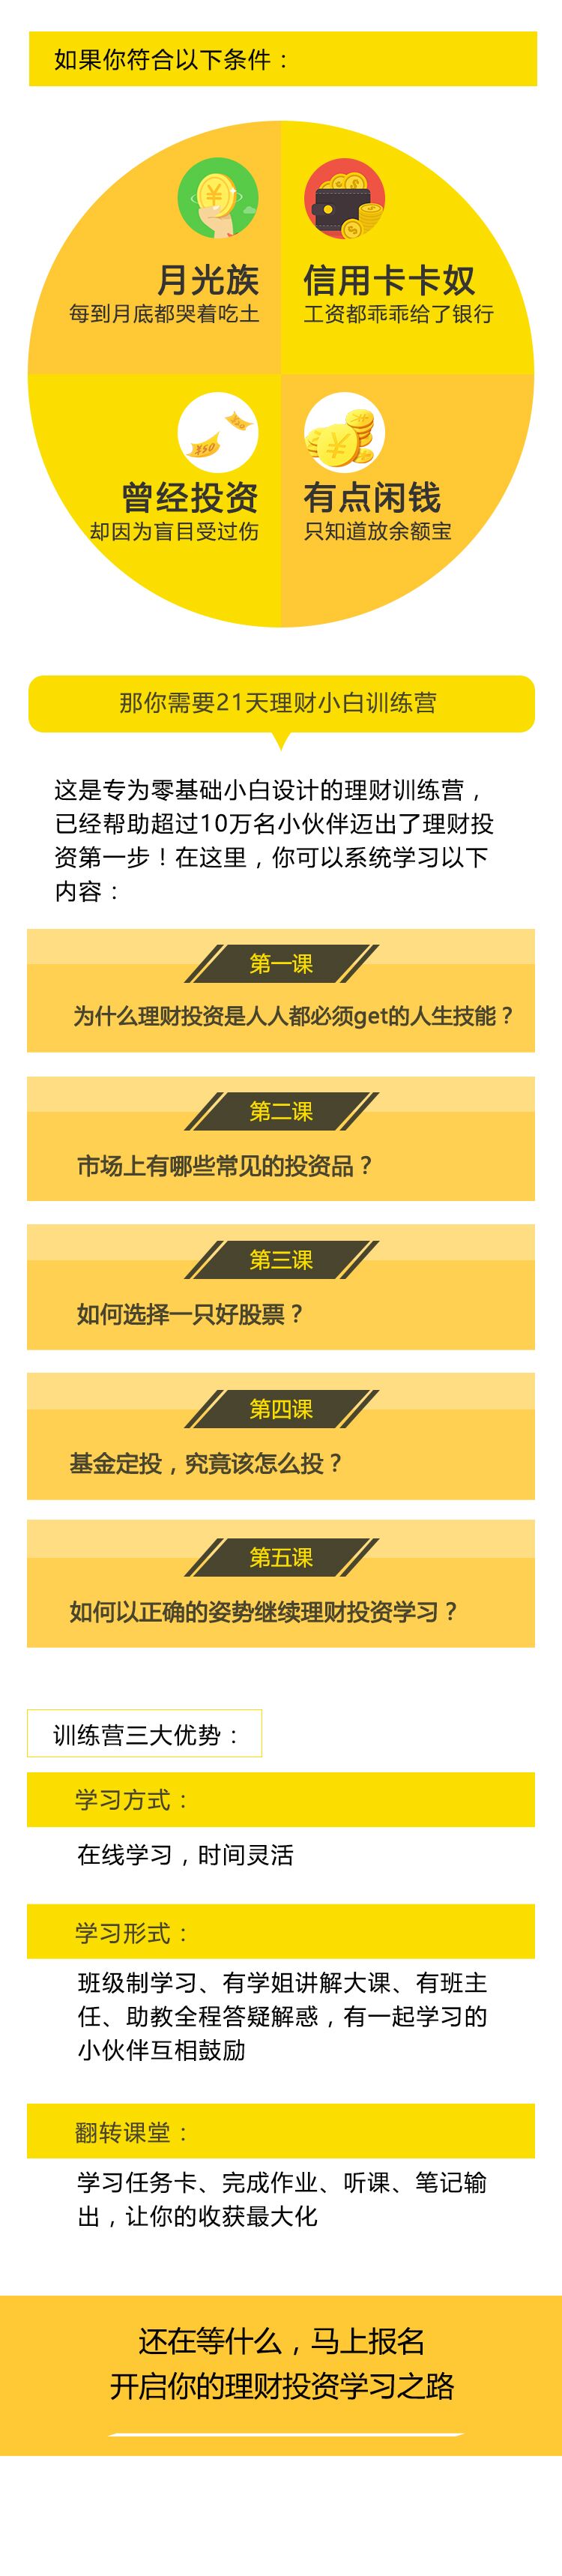 如果你符合以下条件：
月光族
每到月底都哭着吃土
信用卡卡奴
工资都乖乖给了银行
¥50
¥50
曾经投资
却因为盲目受过伤
有点闲钱
只知道放余额宝
那你需要21天理财小白训练营
这是专为零基础小白设计的理财训练营，
已经帮助超过10万名小伙伴迈出了理财投
资第一步！在这里，你可以系统学习以下
内容：
第一课
为什么理财投资是人人都必须get的人生技能？
第二课
市场上有哪些常见的投资品？
第三课
如何选择一只好股票？
第四课
基金定投，究竟该怎么投？
第五课
如何以正确的姿势继续理财投资学习？
训练营三大优势：
学习方式：
在线学习，时间灵活
学习形式：
班级制学习、有学姐讲解大课、有班主
任、助教全程答疑解惑，有一起学习的
小伙伴互相鼓励
翻转课堂：
学习任务卡、完成作业、听课、笔记输
出，让你的收获最大化
还在等什么，马上报名
开启你的理财投资学习之路